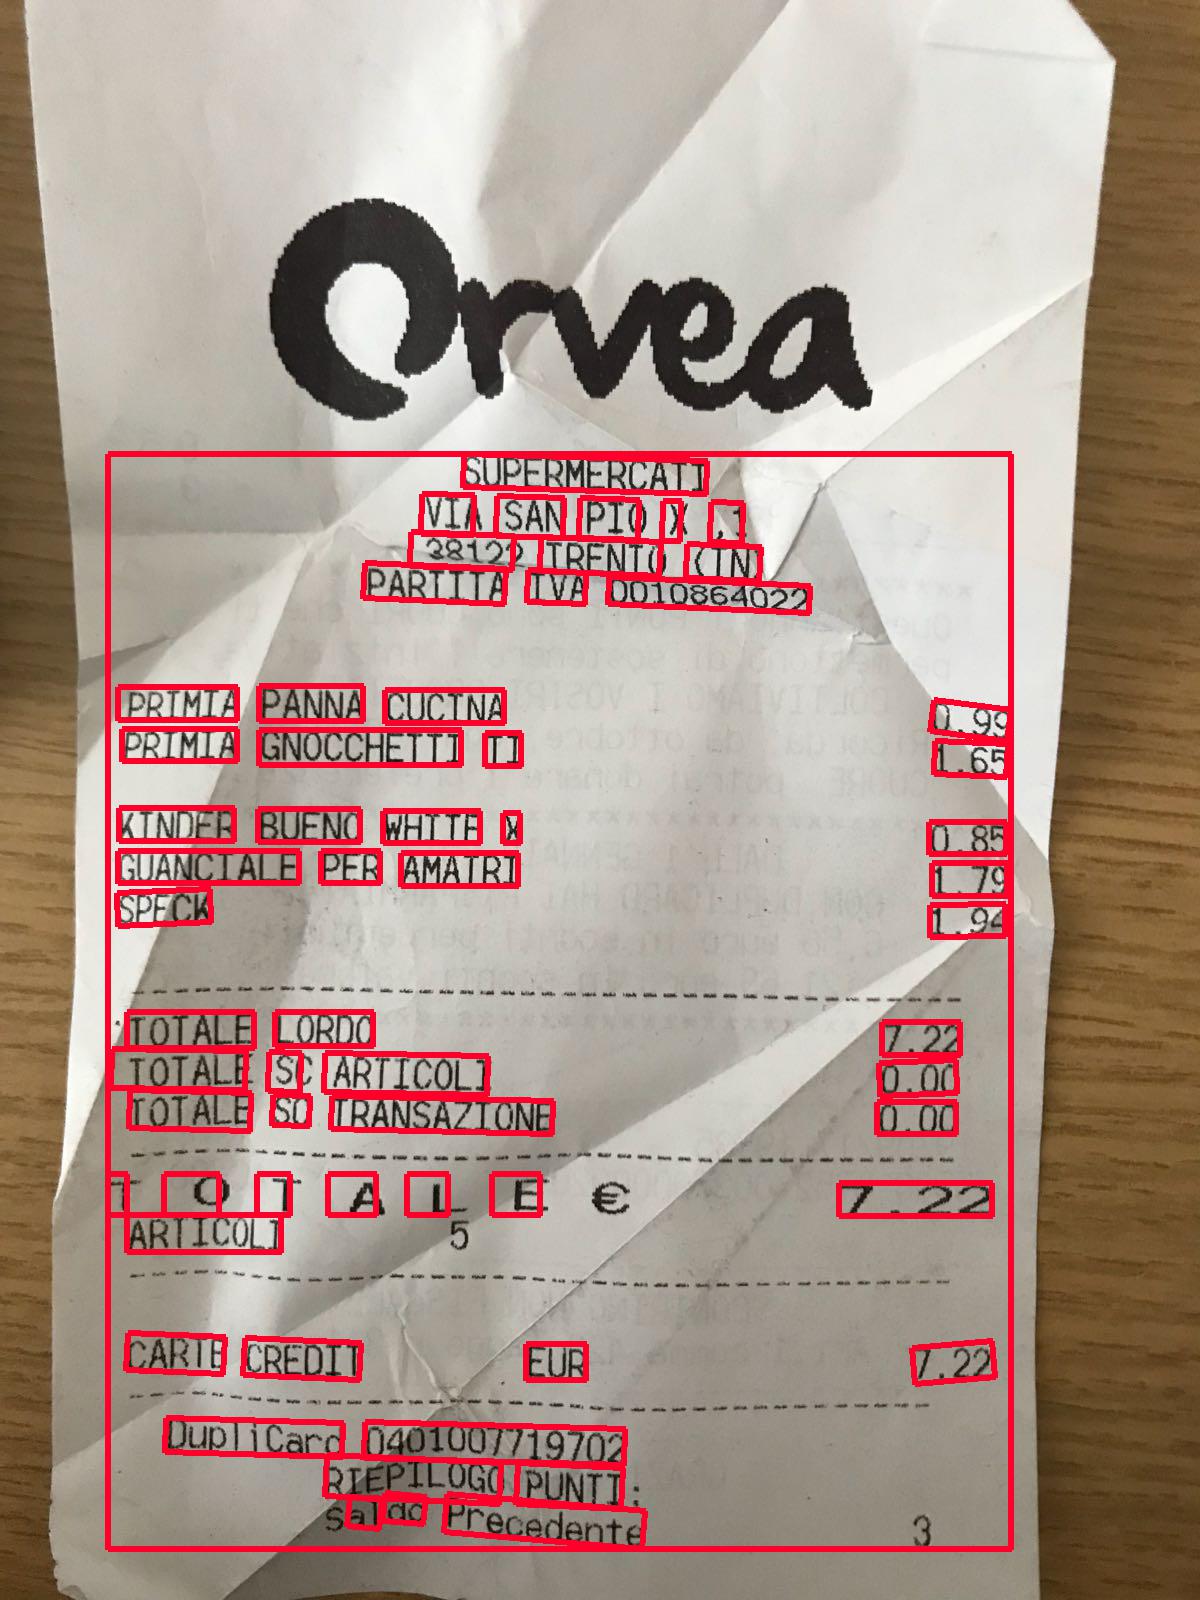 Orvea
SUPERMERCATI
VIA SAN PIO X ,1
38122 TRENTO (TN)
PARTITA IVA 0010864022
PRIMIA PANNA CUCINA 0.99
PRIMIA GNOCCHETTI TI 1.65
KINDER BUENO WHITE X 0.85
GUANCIALE PER AMATRI 1.79
SPECK 1.94
TOTALE LORDO 7.22
TOTALE SC ARTICOLI 0.00
TOTALE SC TRANSAZIONE 0.00
T O T A L E € 7.22
ARTICOLI 5
CARTE CREDIT EUR 7.22
DupliCard 0401007719702
RIEPILOGO PUNTI:
Saldo Precedente 3